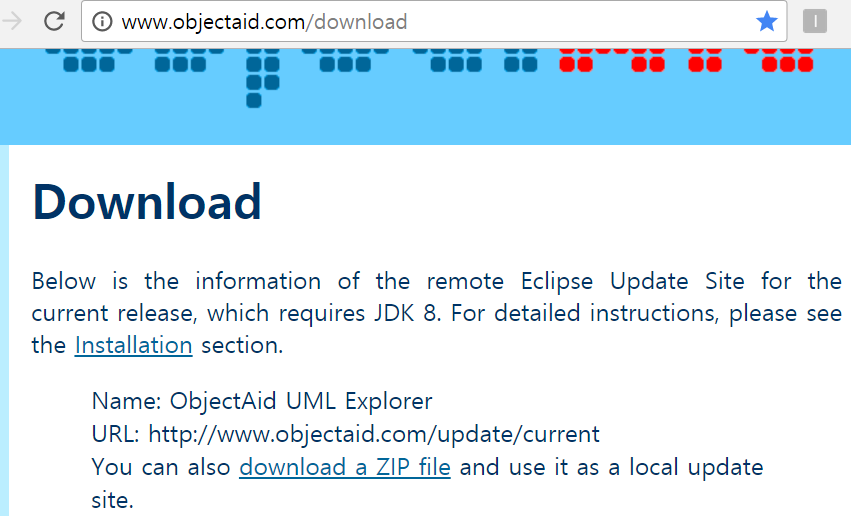 www.objectaid.com/download
Download
Below is the information of the remote Eclipse Update Site for the
current release, which requires JDK 8. For detailed instructions, please see
the Installation section.
Name: ObjectAid UML Explorer
URL: http://www.objectaid.com/update/current
You can also download a ZIP file and use it as a local update
site.